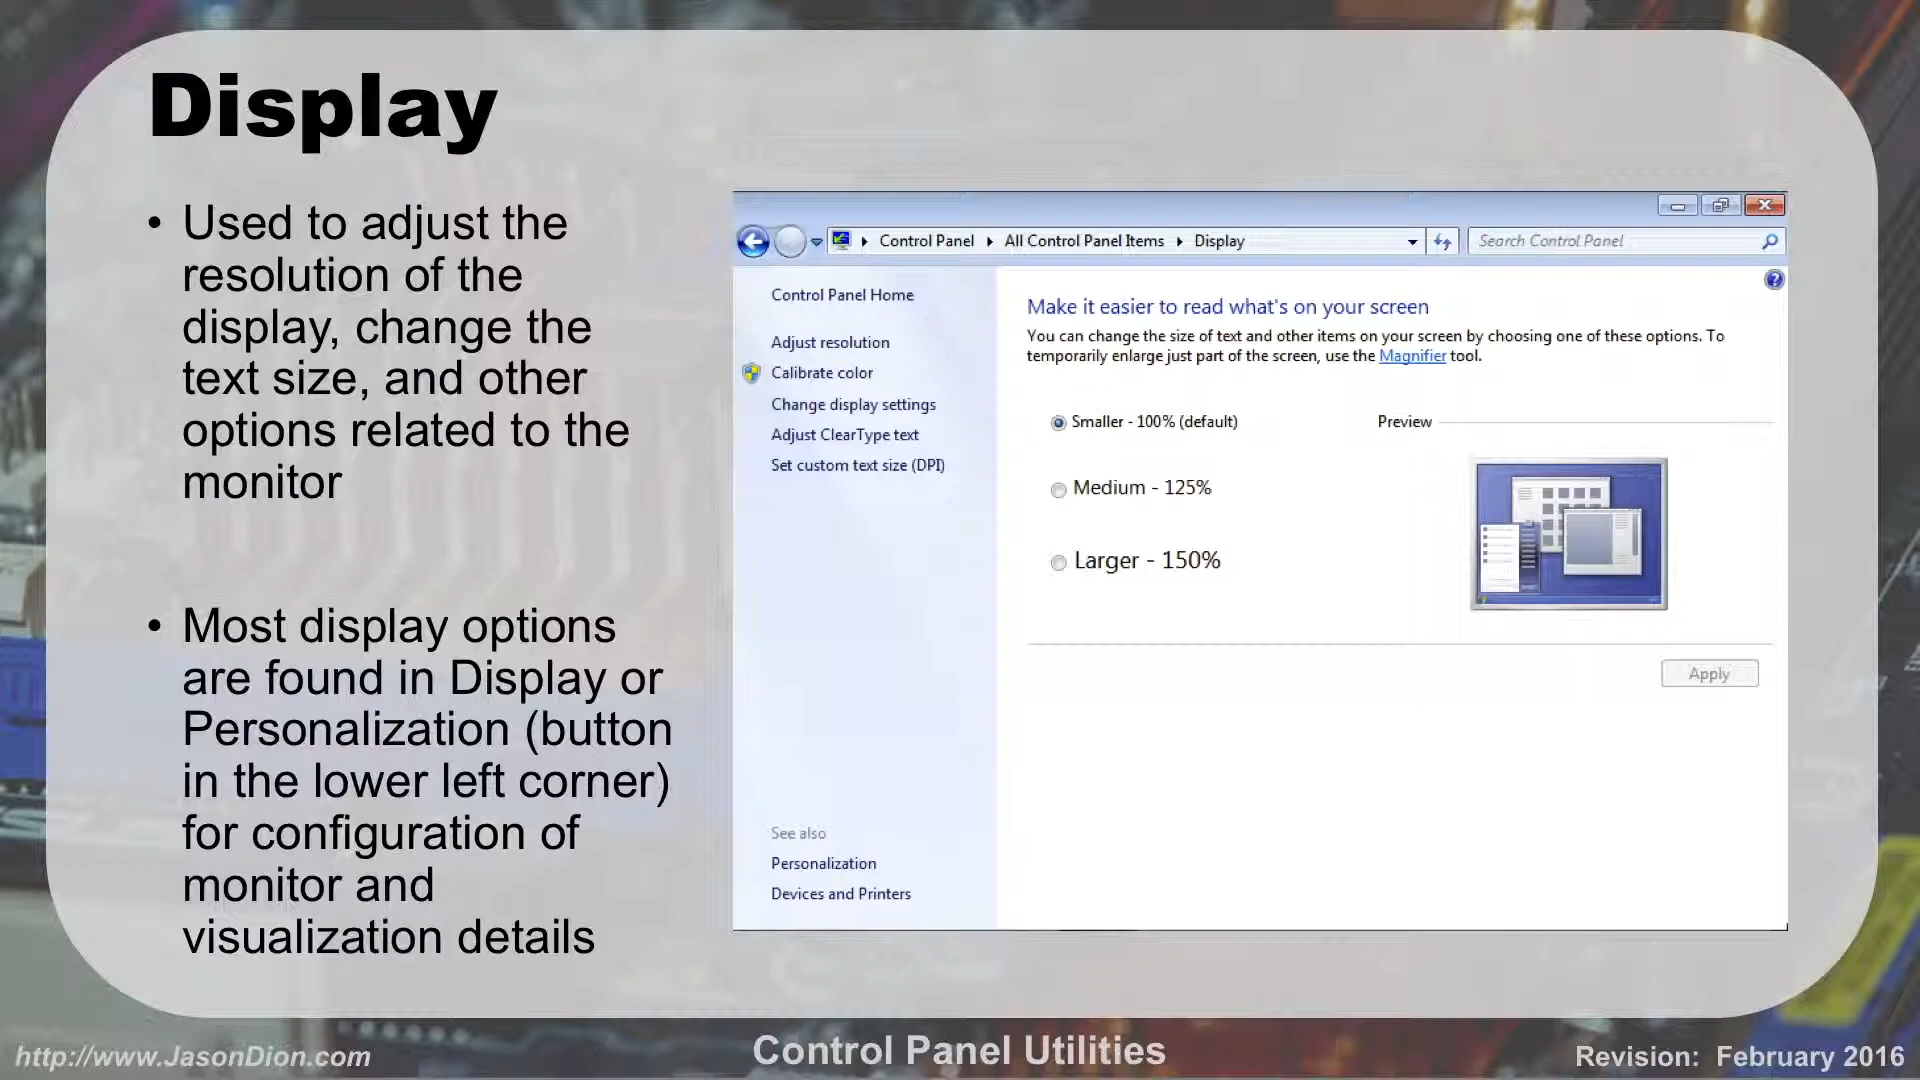 Display
• Used to adjust the
resolution of the
display, change the
text size, and other
options related to the
monitor
• Most display options
are found in Display or
Personalization (button
in the lower left corner)
for configuration of
monitor and
visualization details
Control Panel
All Control Panel Items
Display
Search Control Panel
Control Panel Home
Adjust resolution
Calibrate color
Change display settings
Adjust ClearType text
Set custom text size (DPI)
See also
Personalization
Devices and Printers
Make it easier to read what's on your screen
You can change the size of text and other items on your screen by choosing one of these options. To
temporarily enlarge just part of the screen, use the Magnifier tool.
Smaller - 100% (default)
Preview
Medium - 125%
Larger - 150%
Apply
http://www.JasonDion.com
Control Panel Utilities
Revision: February 2016